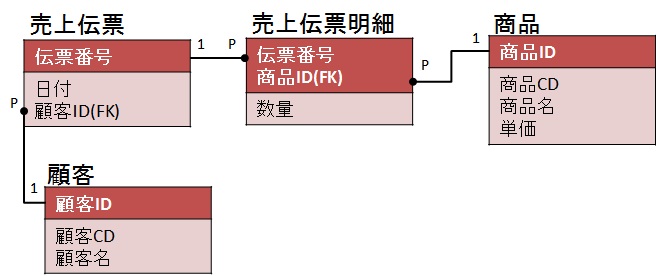 売上伝票
伝票番号
日付
顧客ID(FK)
1
P
売上伝票明細
伝票番号
商品ID(FK)
数量
P
1
商品
商品ID
商品CD
商品名
単価
P
1
顧客
顧客ID
顧客CD
顧客名